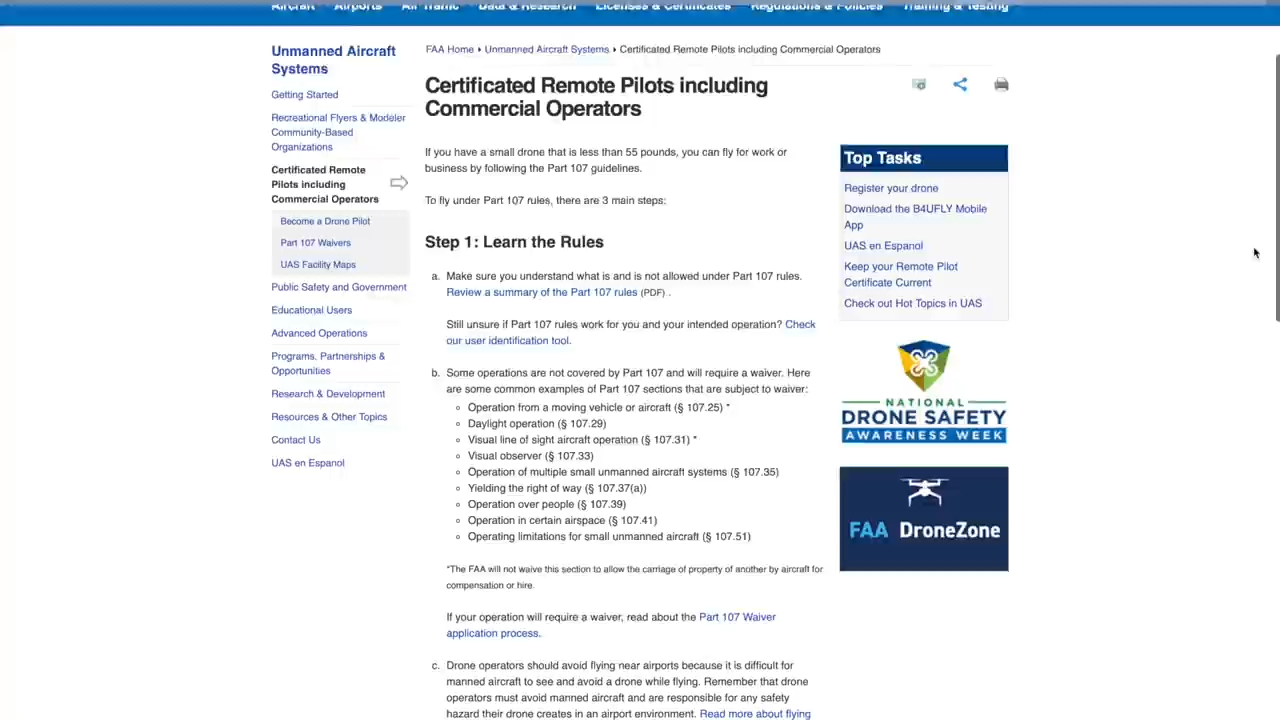 Aircraft Airports Air Traffic Data & Research Licenses & Certificates Regulations & Policies Training & Testing
Unmanned Aircraft
Systems
Getting Started
Recreational Flyers & Modeler
Community-Based
Organizations
Certificated Remote
Pilots including
Commercial Operators
Become a Drone Pilot
Part 107 Waivers
UAS Facility Maps
Public Safety and Government
Educational Users
Advanced Operations
Programs, Partnerships &
Opportunities
Research & Development
Resources & Other Topics
Contact Us
UAS en Espanol
FAA Home ▸ Unmanned Aircraft Systems ▸ Certificated Remote Pilots including Commercial Operators
Certificated Remote Pilots including
Commercial Operators
If you have a small drone that is less than 55 pounds, you can fly for work or
business by following the Part 107 guidelines.
To fly under Part 107 rules, there are 3 main steps:
Step 1: Learn the Rules
a. Make sure you understand what is and is not allowed under Part 107 rules.
Review a summary of the Part 107 rules (PDF) .
Still unsure if Part 107 rules work for you and your intended operation? Check
our user identification tool.
b. Some operations are not covered by Part 107 and will require a waiver. Here
are some common examples of Part 107 sections that are subject to waiver:
Operation from a moving vehicle or aircraft (§ 107.25) *
Daylight operation (§ 107.29)
Visual line of sight aircraft operation (§ 107.31) *
Visual observer (§ 107.33)
Operation of multiple small unmanned aircraft systems (§ 107.35)
Yielding the right of way (§ 107.37(a))
Operation over people (§ 107.39)
Operation in certain airspace (§ 107.41)
Operating limitations for small unmanned aircraft (§ 107.51)
*The FAA will not waive this section to allow the carriage of property of another by aircraft for
compensation or hire.
If your operation will require a waiver, read about the Part 107 Waiver
application process.
c. Drone operators should avoid flying near airports because it is difficult for
manned aircraft to see and avoid a drone while flying. Remember that drone
operators must avoid manned aircraft and are responsible for any safety
hazard their drone creates in an airport environment. Read more about flying
Top Tasks
Register your drone
Download the B4UFLY Mobile
App
UAS en Espanol
Keep your Remote Pilot
Certificate Current
Check out Hot Topics in UAS
NATIONAL
DRONE SAFETY
AWARENESS WEEK
FAA DroneZone